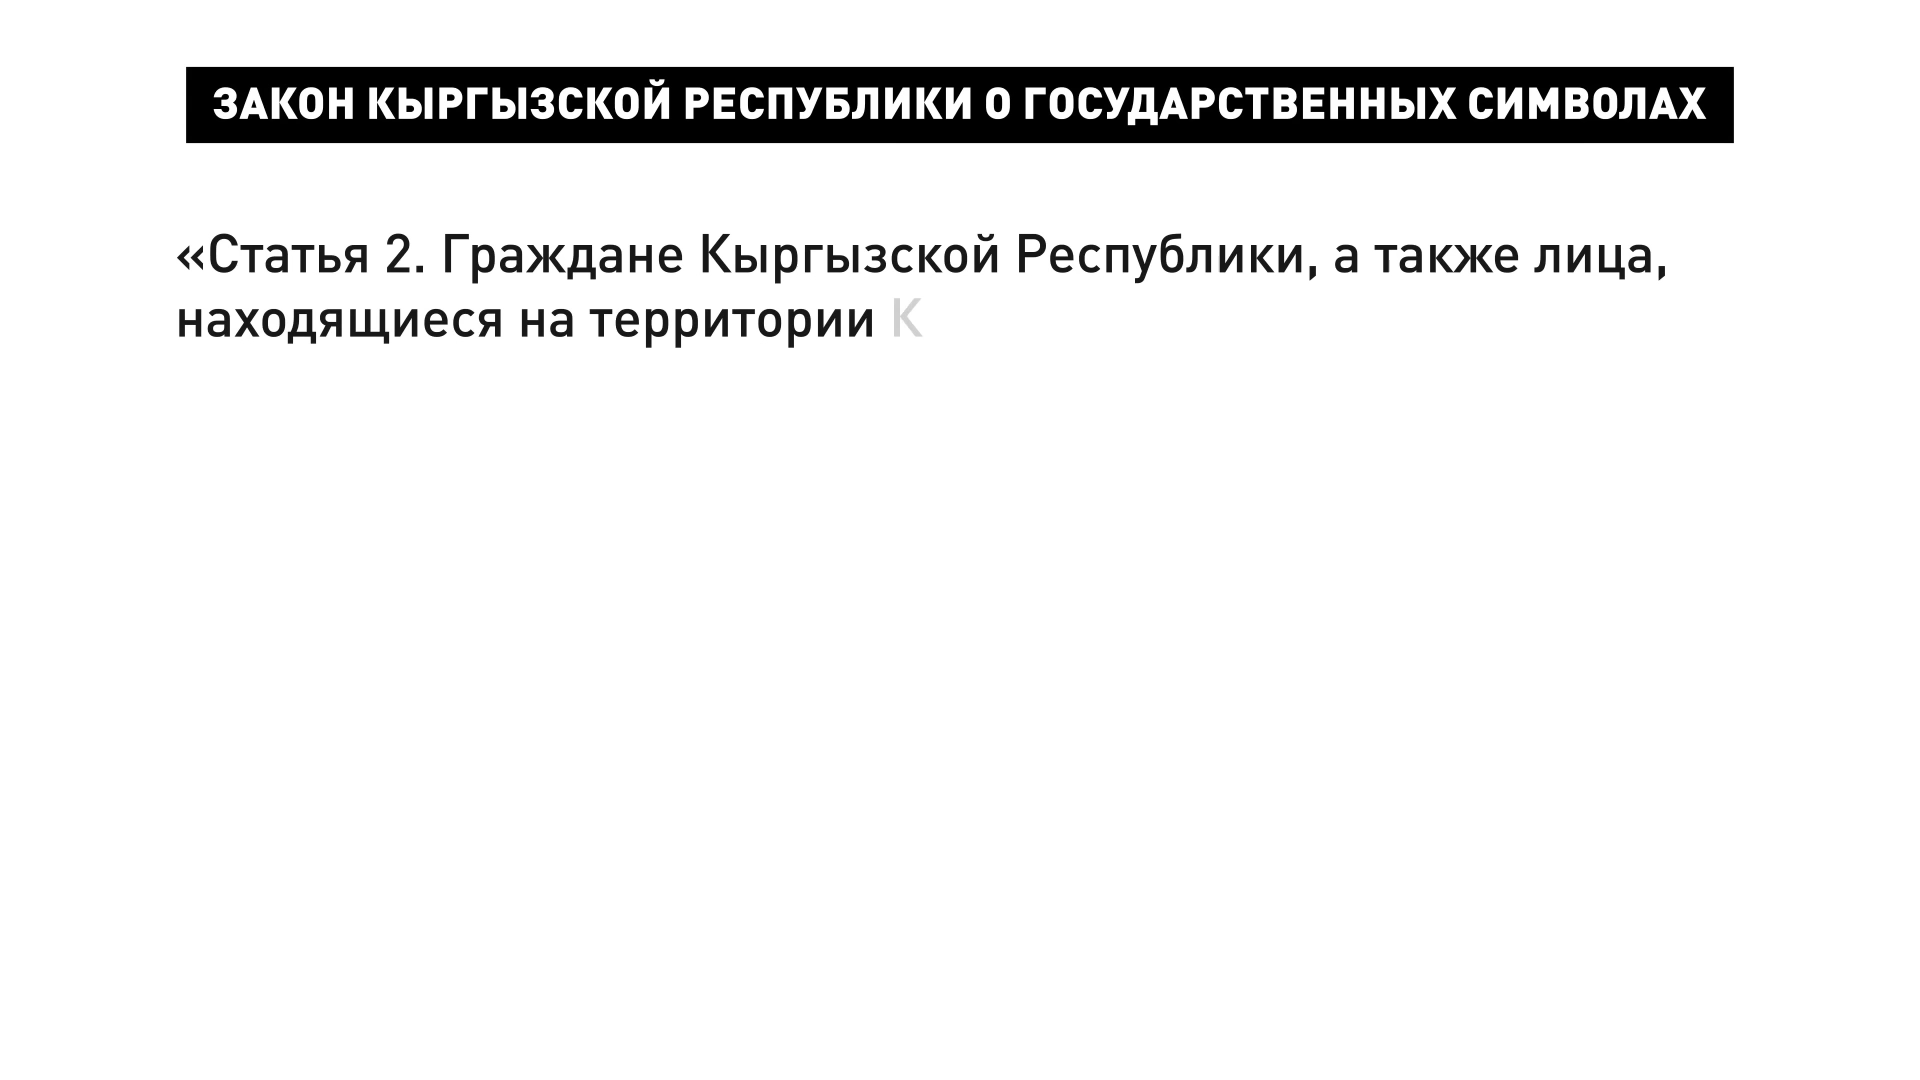 ЗАКОН КЫРГЫЗСКОЙ РЕСПУБЛИКИ О ГОСУДАРСТВЕННЫХ СИМВОЛАХ
«Статья 2. Граждане Кыргызской Республики, а также лица,
находящиеся на территории К